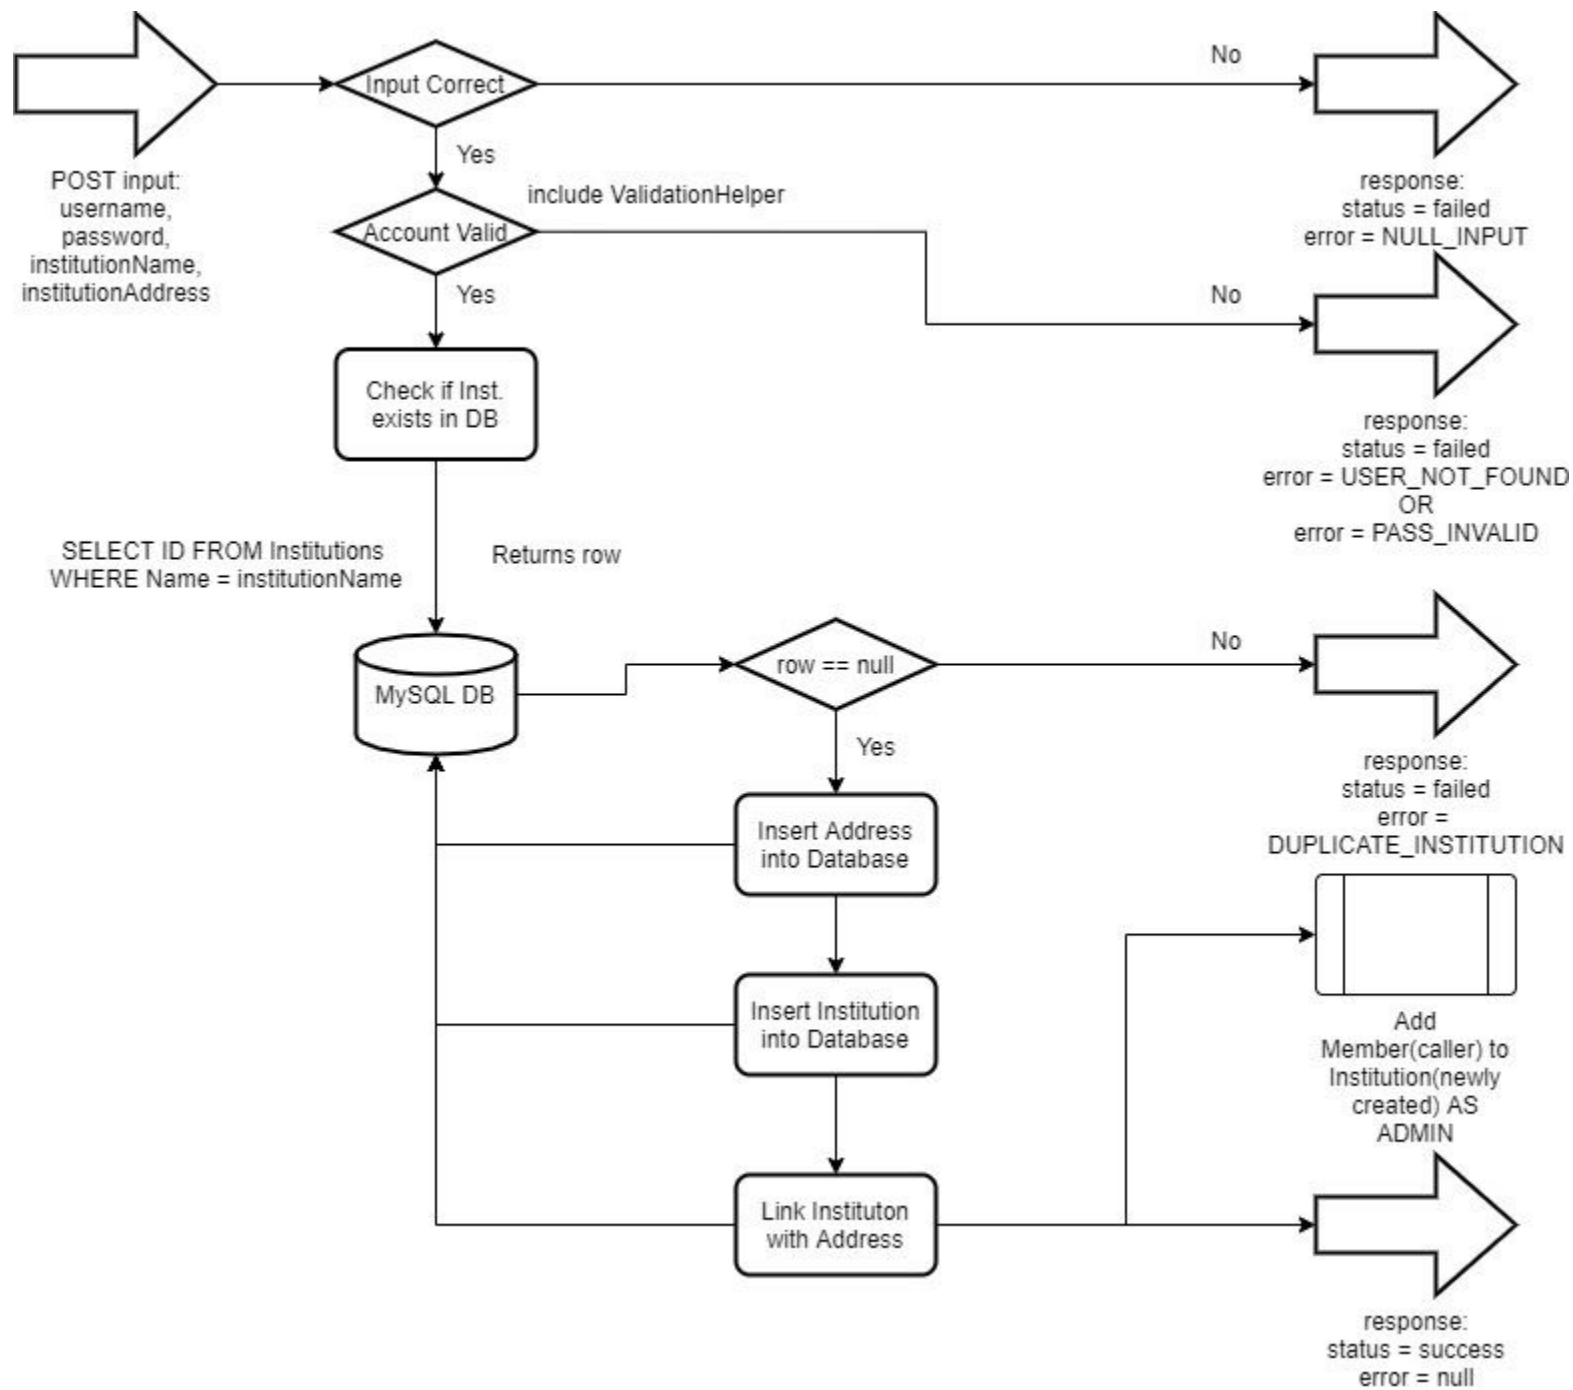 Input Correct
No
Yes
POST input:
username,
password,
institutionName,
institutionAddress
response:
status = failed
error = NULL_INPUT
include ValidationHelper
Account Valid
Yes
No
Check if Inst.
exists in DB
response:
status = failed
error = USER_NOT_FOUND
OR
error = PASS_INVALID
SELECT ID FROM Institutions
WHERE Name = institutionName
Returns row
MySQL DB
row == null
No
Yes
response:
status = failed
error =
DUPLICATE_INSTITUTION
Insert Address
into Database
Insert Institution
into Database
Add
Member(caller) to
Institution(newly
created) AS
ADMIN
Link Instituton
with Address
response:
status = success
error = null